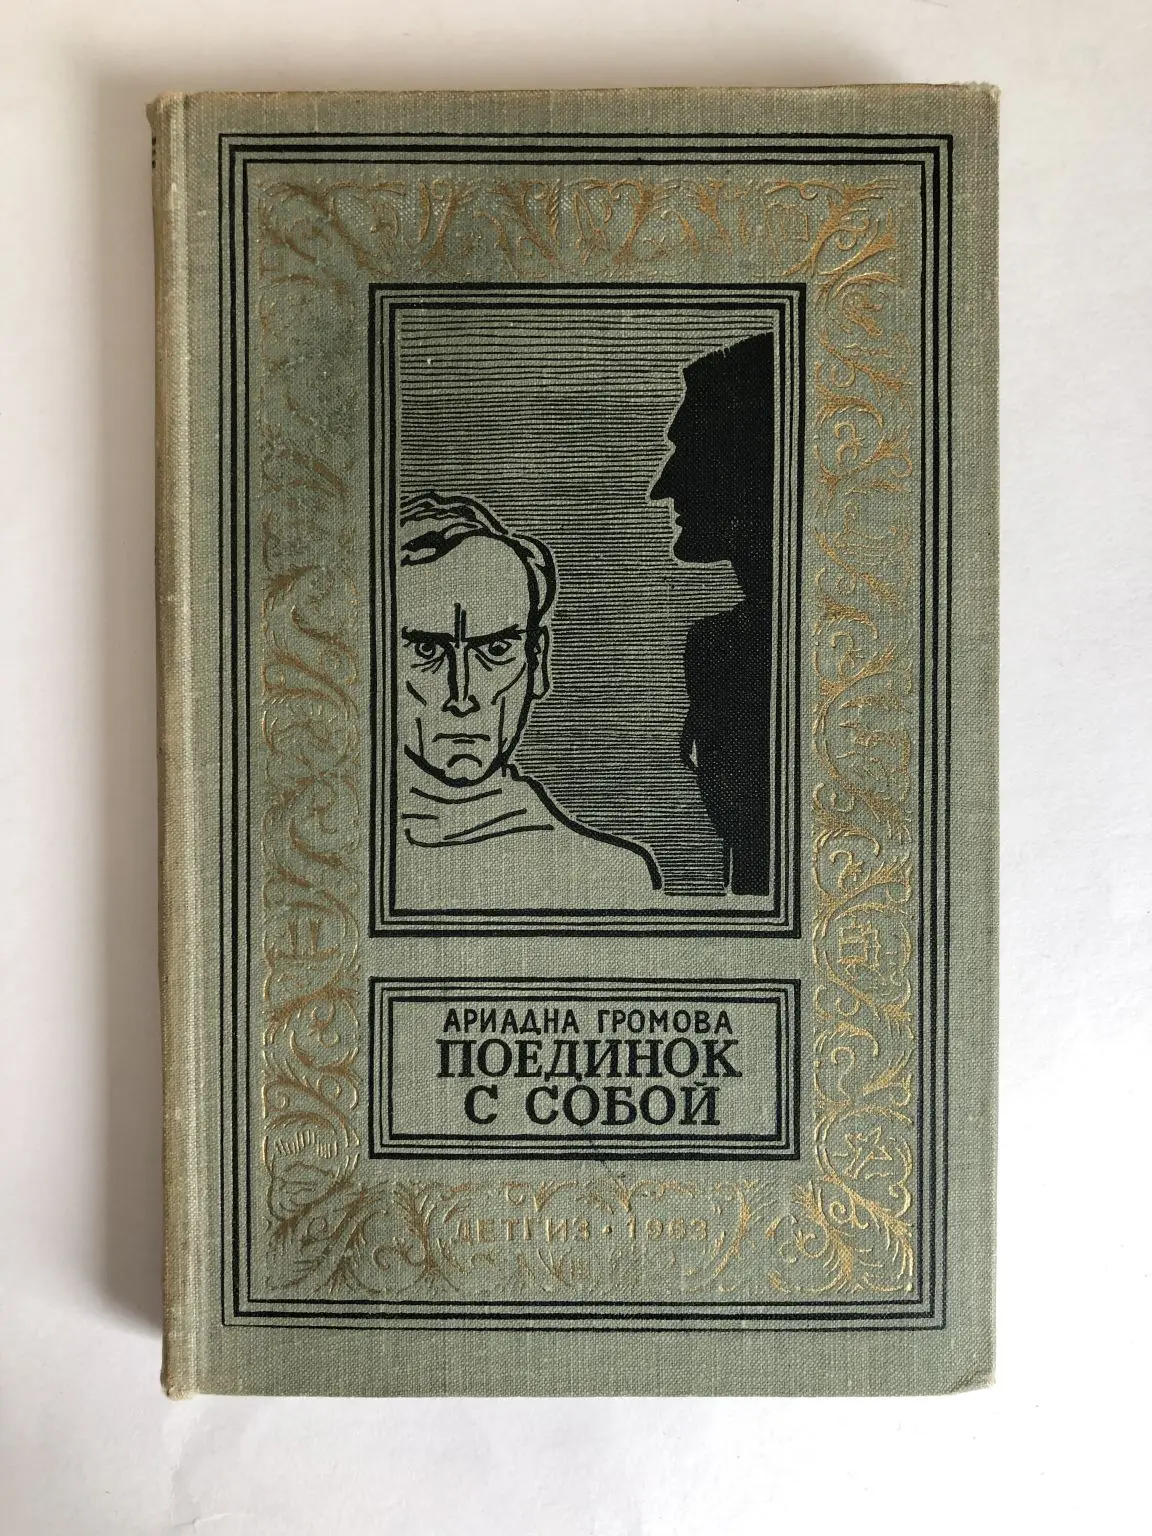 АРИАДНА ГРОМОВА
ПОЕДИНОК
С СОБОЙ
ДЕТГИЗ • 1963